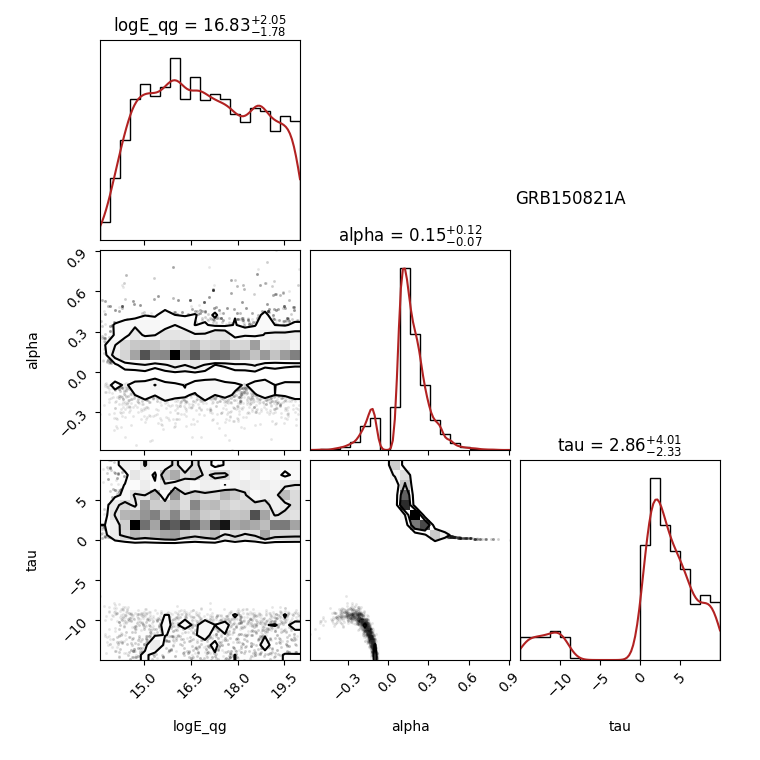 logE_qg = 16.83+2.05−1.78
GRB150821A
alpha = 0.15+0.12−0.07
0.9
0.6
0.3
0.0
−0.3
alpha
tau = 2.86+4.01−2.33
5
0
−5
−10
tau
15.0 16.5 18.0 19.5
−0.3 0.0 0.3 0.6 0.9
−10 −5 0 5
logE_qg alpha tau